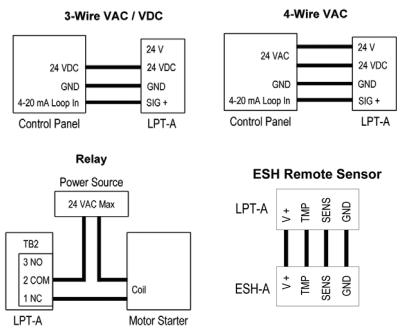 3-Wire VAC / VDC
24 V
24 VDC 24 VDC
GND GND
4-20 mA Loop In SIG +
Control Panel LPT-A
4-Wire VAC
24 V
24 VAC 24 VDC
GND GND
4-20 mA Loop In SIG +
Control Panel LPT-A
Relay
Power Source
24 VAC Max
TB2
3 NO
2 COM
1 NC
Coil
LPT-A Motor Starter
ESH Remote Sensor
LPT-A V + TMP SENS GND
ESH-A V + TMP SENS GND